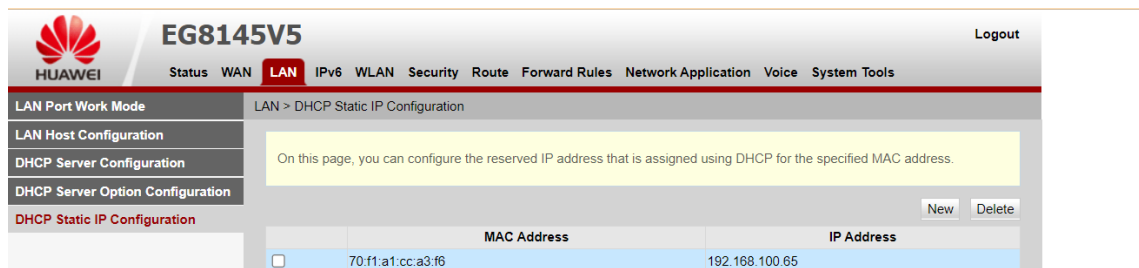 EG8145V5
Logout
HUAWEI
Status WAN LAN IPv6 WLAN Security Route Forward Rules Network Application Voice System Tools
LAN Port Work Mode
LAN > DHCP Static IP Configuration
LAN Host Configuration
DHCP Server Configuration
On this page, you can configure the reserved IP address that is assigned using DHCP for the specified MAC address.
DHCP Server Option Configuration
DHCP Static IP Configuration
New Delete
MAC Address IP Address
70:f1:a1:cc:a3:f6 192.168.100.65